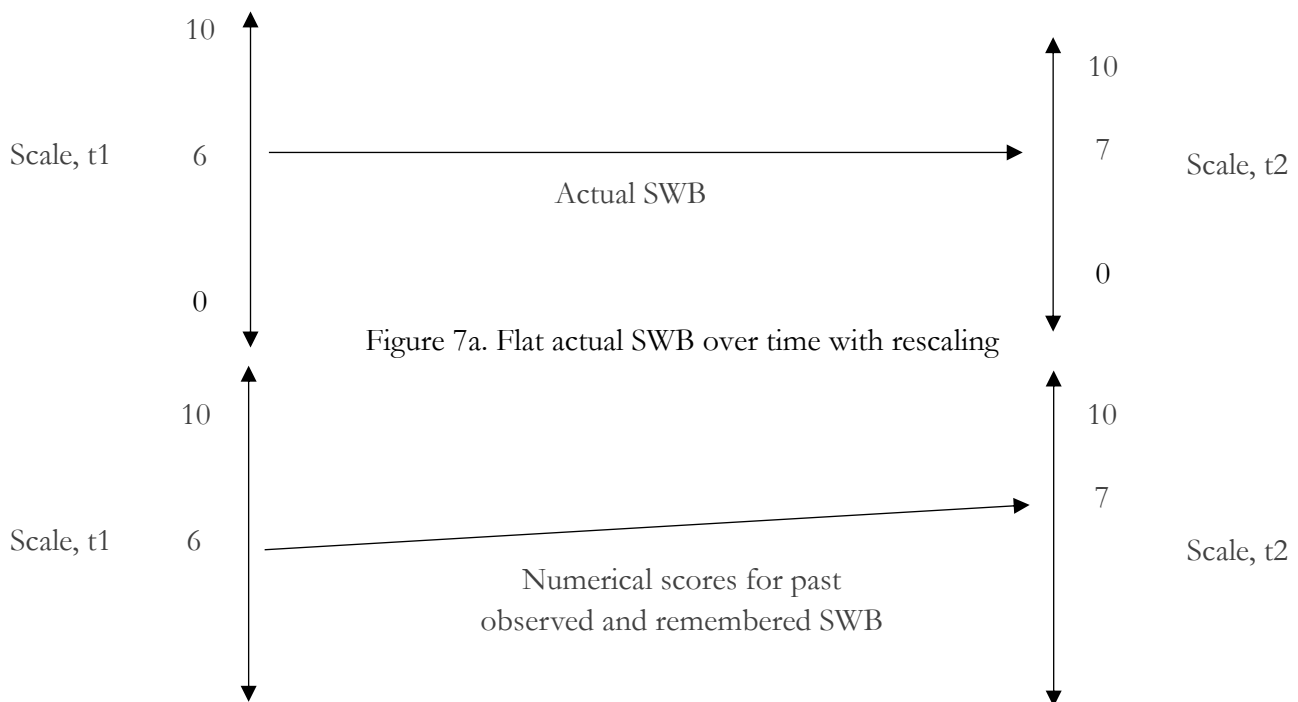 10
10
Scale, t1
6
7
Scale, t2
Actual SWB
0
0
Figure 7a. Flat actual SWB over time with rescaling
10
10
7
Scale, t1
6
Scale, t2
Numerical scores for past
observed and remembered SWB